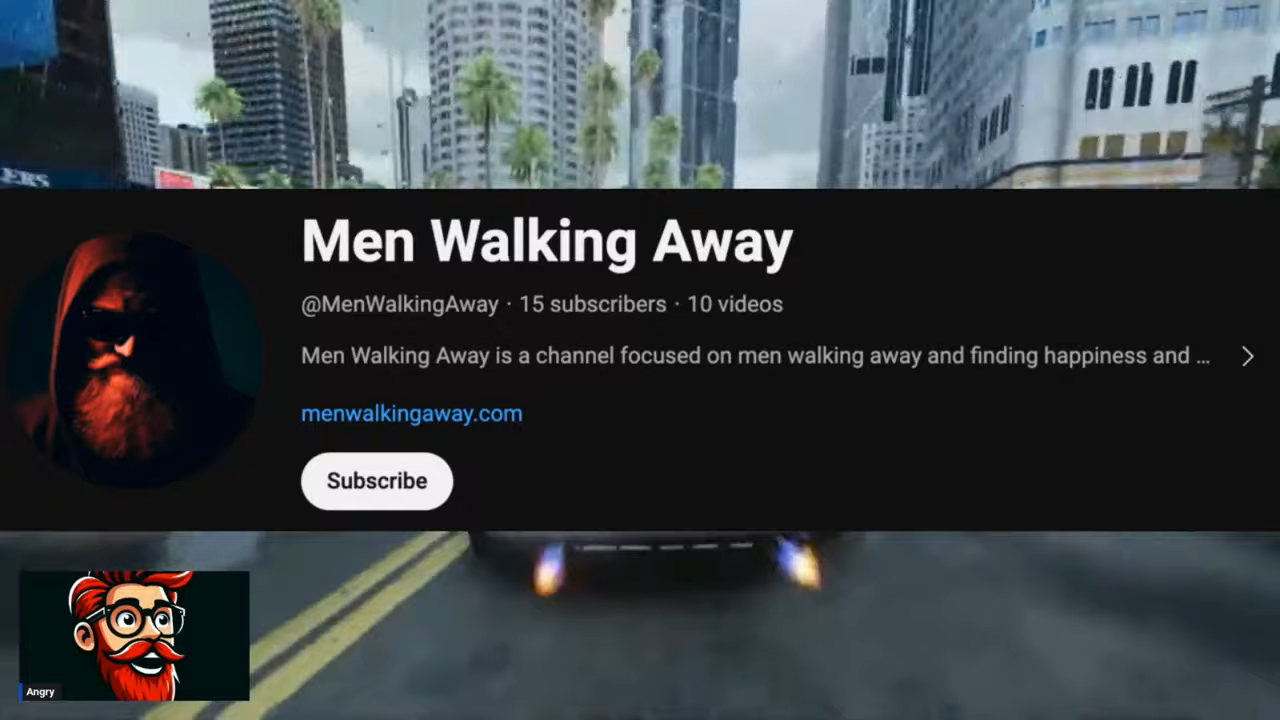 ERS
Men Walking Away
@MenWalkingAway · 15 subscribers · 10 videos
Men Walking Away is a channel focused on men walking away and finding happiness and ...
menwalkingaway.com
Subscribe
Angry